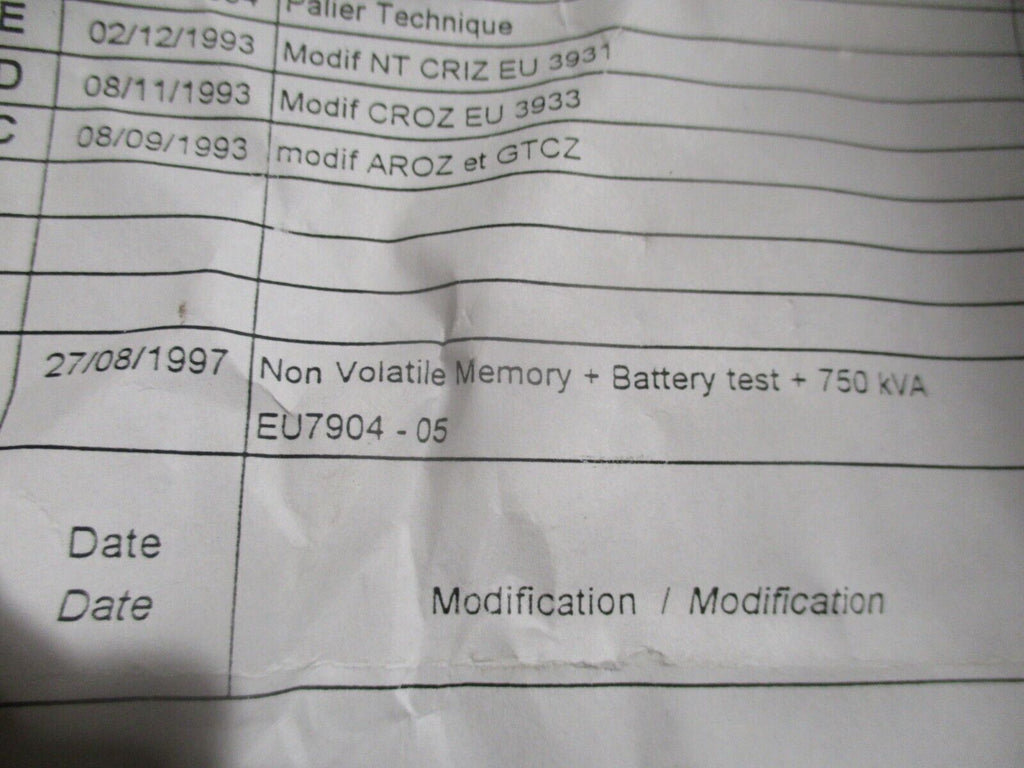 E Palier Technique
02/12/1993 Modif NT CRIZ EU 3931
D 08/11/1993 Modif CROZ EU 3933
C 08/09/1993 modif AROZ et GTCZ
27/08/1997 Non Volatile Memory + Battery test + 750 kVA
EU7904 - 05
Date
Date Modification / Modification